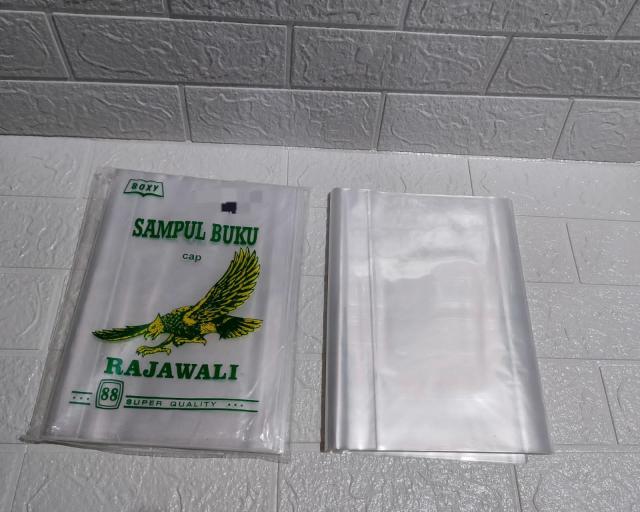 BOXY
SAMPUL BUKU
cap
RAJAWALI
88
SUPER QUALITY